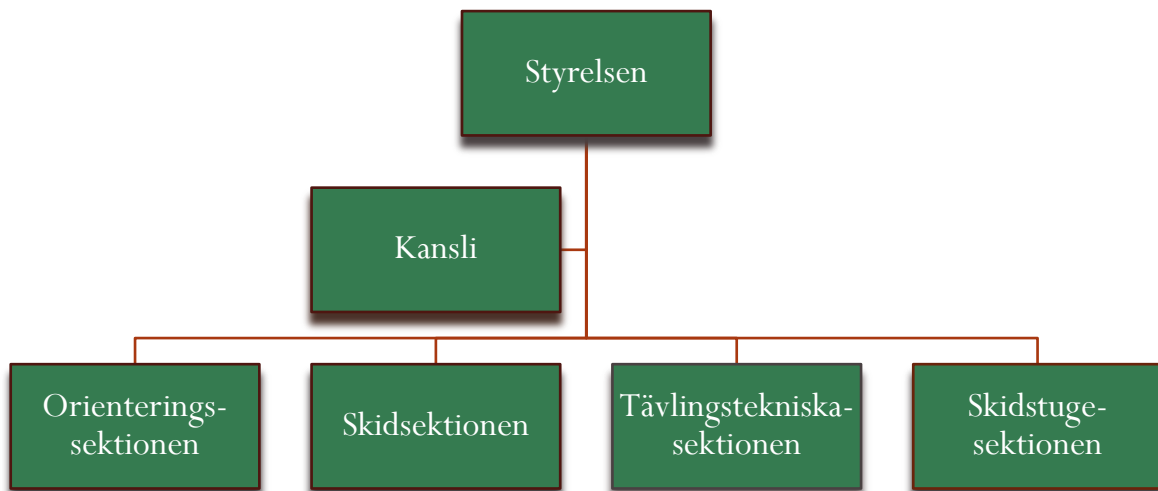 Styrelsen
Kansli
Orienterings-
sektionen
Skidsektionen
Tävlingstekniska-
sektionen
Skidstuge-
sektionen